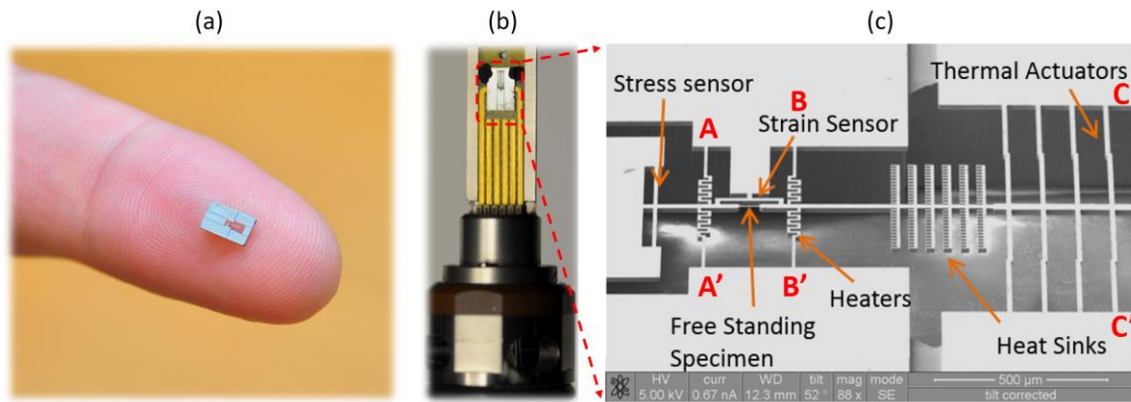 (a)
(b)
(c)
Stress sensor
A
B
Strain Sensor
Thermal Actuators
C
A'
B'
Heaters
Free Standing
Specimen
Heat Sinks
C'
HV curr WD tilt mag mode
5.00 kV 0.67 nA 12.3 mm 52 ° 88 x SE
500 µm
tilt corrected